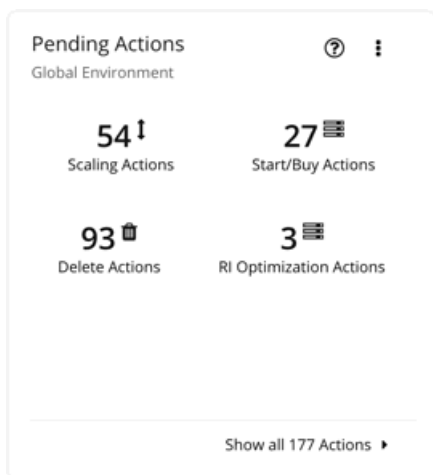 Pending Actions
Global Environment
54
Scaling Actions
27
Start/Buy Actions
93
Delete Actions
3
RI Optimization Actions
Show all 177 Actions